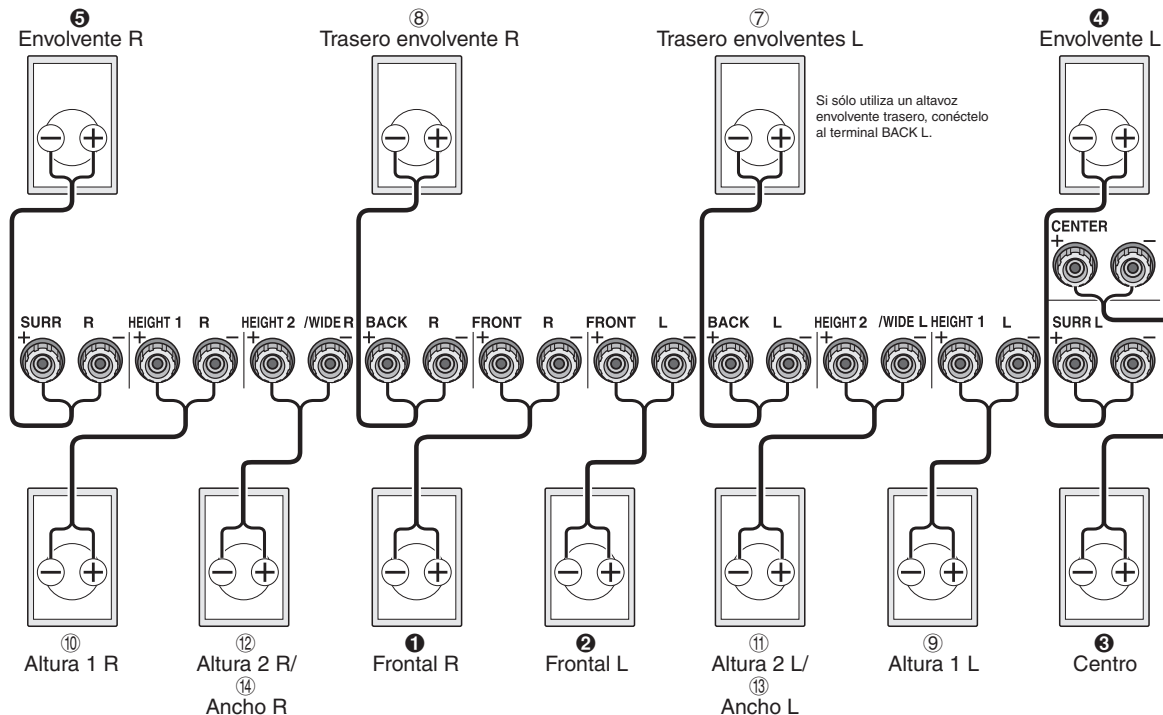 ❺
Envolvente R
⑧
Trasero envolvente R
⑦
Trasero envolventes L
❹
Envolvente L
Si sólo utiliza un altavoz
envolvente trasero, conéctelo
al terminal BACK L.
− +
− +
− +
− +
CENTER
+ −
SURR R
+ −
HEIGHT 1 R
+ −
HEIGHT 2 /WIDE R
+ −
BACK R
+ −
FRONT R
+ −
FRONT L
+ −
BACK L
+ −
HEIGHT 2 /WIDE L
+ −
HEIGHT 1 L
+ −
SURR L
+ −
− +
− +
− +
− +
− +
− +
− +
⑩
Altura 1 R
⑫
Altura 2 R/
⑭
Ancho R
❶
Frontal R
❷
Frontal L
⑪
Altura 2 L/
⑬
Ancho L
⑨
Altura 1 L
❸
Centro